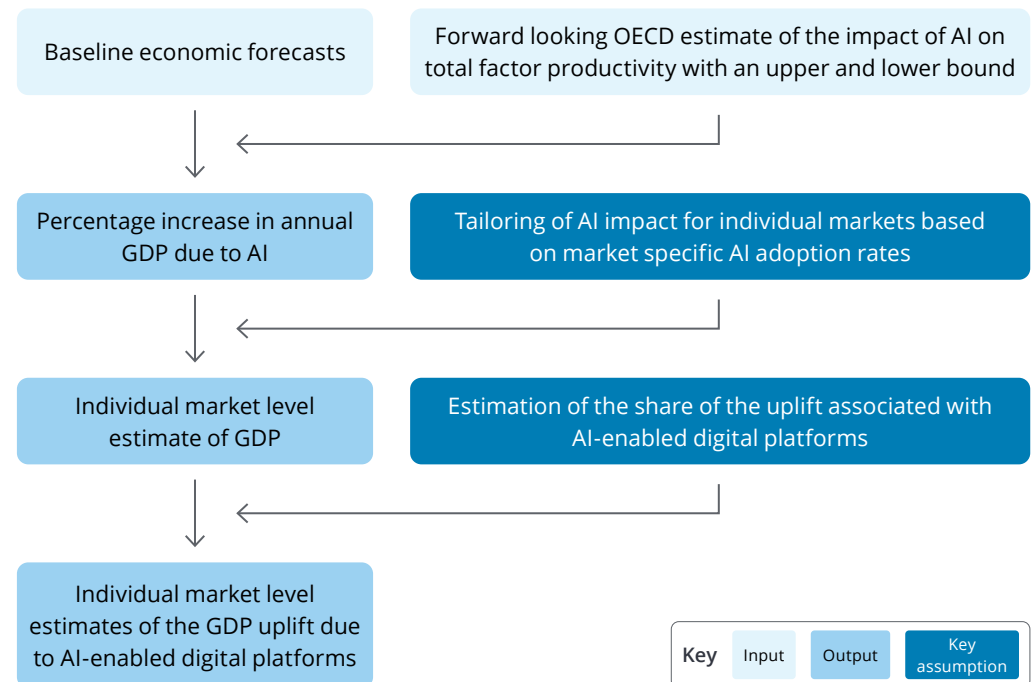 Baseline economic forecasts
Forward looking OECD estimate of the impact of AI on
total factor productivity with an upper and lower bound
Percentage increase in annual
GDP due to AI
Tailoring of AI impact for individual markets based
on market specific AI adoption rates
Individual market level
estimate of GDP
Estimation of the share of the uplift associated with
AI-enabled digital platforms
Individual market level
estimates of the GDP uplift due
to AI-enabled digital platforms
Key
Input
Output
Key
assumption